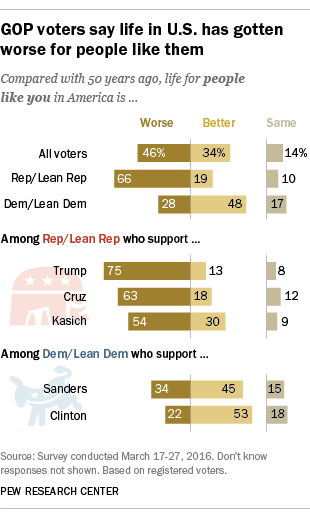 GOP voters say life in U.S. has gotten
worse for people like them
Compared with 50 years ago, life for people
like you in America is ...
Worse Better Same
All voters 46% 34% 14%
Rep/Lean Rep 66 19 10
Dem/Lean Dem 28 48 17
Among Rep/Lean Rep who support ...
Trump 75 13 8
Cruz 63 18 12
Kasich 54 30 9
Among Dem/Lean Dem who support ...
Sanders 34 45 15
Clinton 22 53 18
Source: Survey conducted March 17-27, 2016. Don't know
responses not shown. Based on registered voters.
PEW RESEARCH CENTER